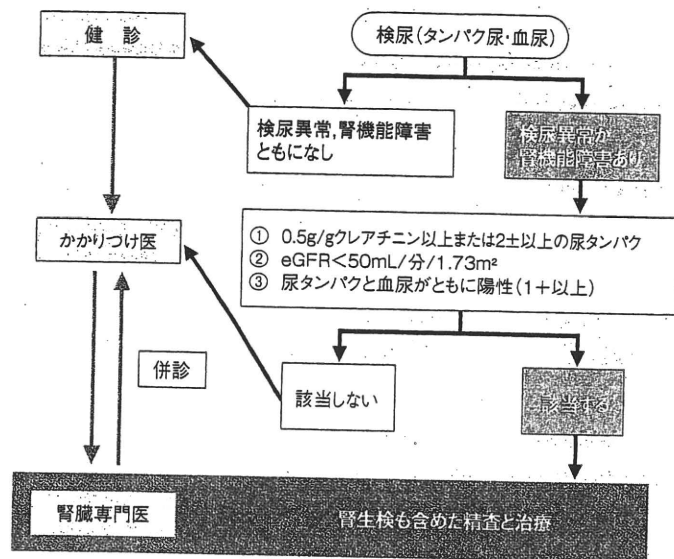 健 診
検尿(タンパク尿・血尿)
検尿異常,腎機能障害
ともになし
検尿異常か
腎機能障害あり
かかりつけ医
① 0.5g/gクレアチニン以上または2±以上の尿タンパク
② eGFR<50mL/分/1.73m²
③ 尿タンパクと血尿がともに陽性(1+以上)
併診
該当しない
該当する
腎臓専門医
腎生検も含めた精査と治療